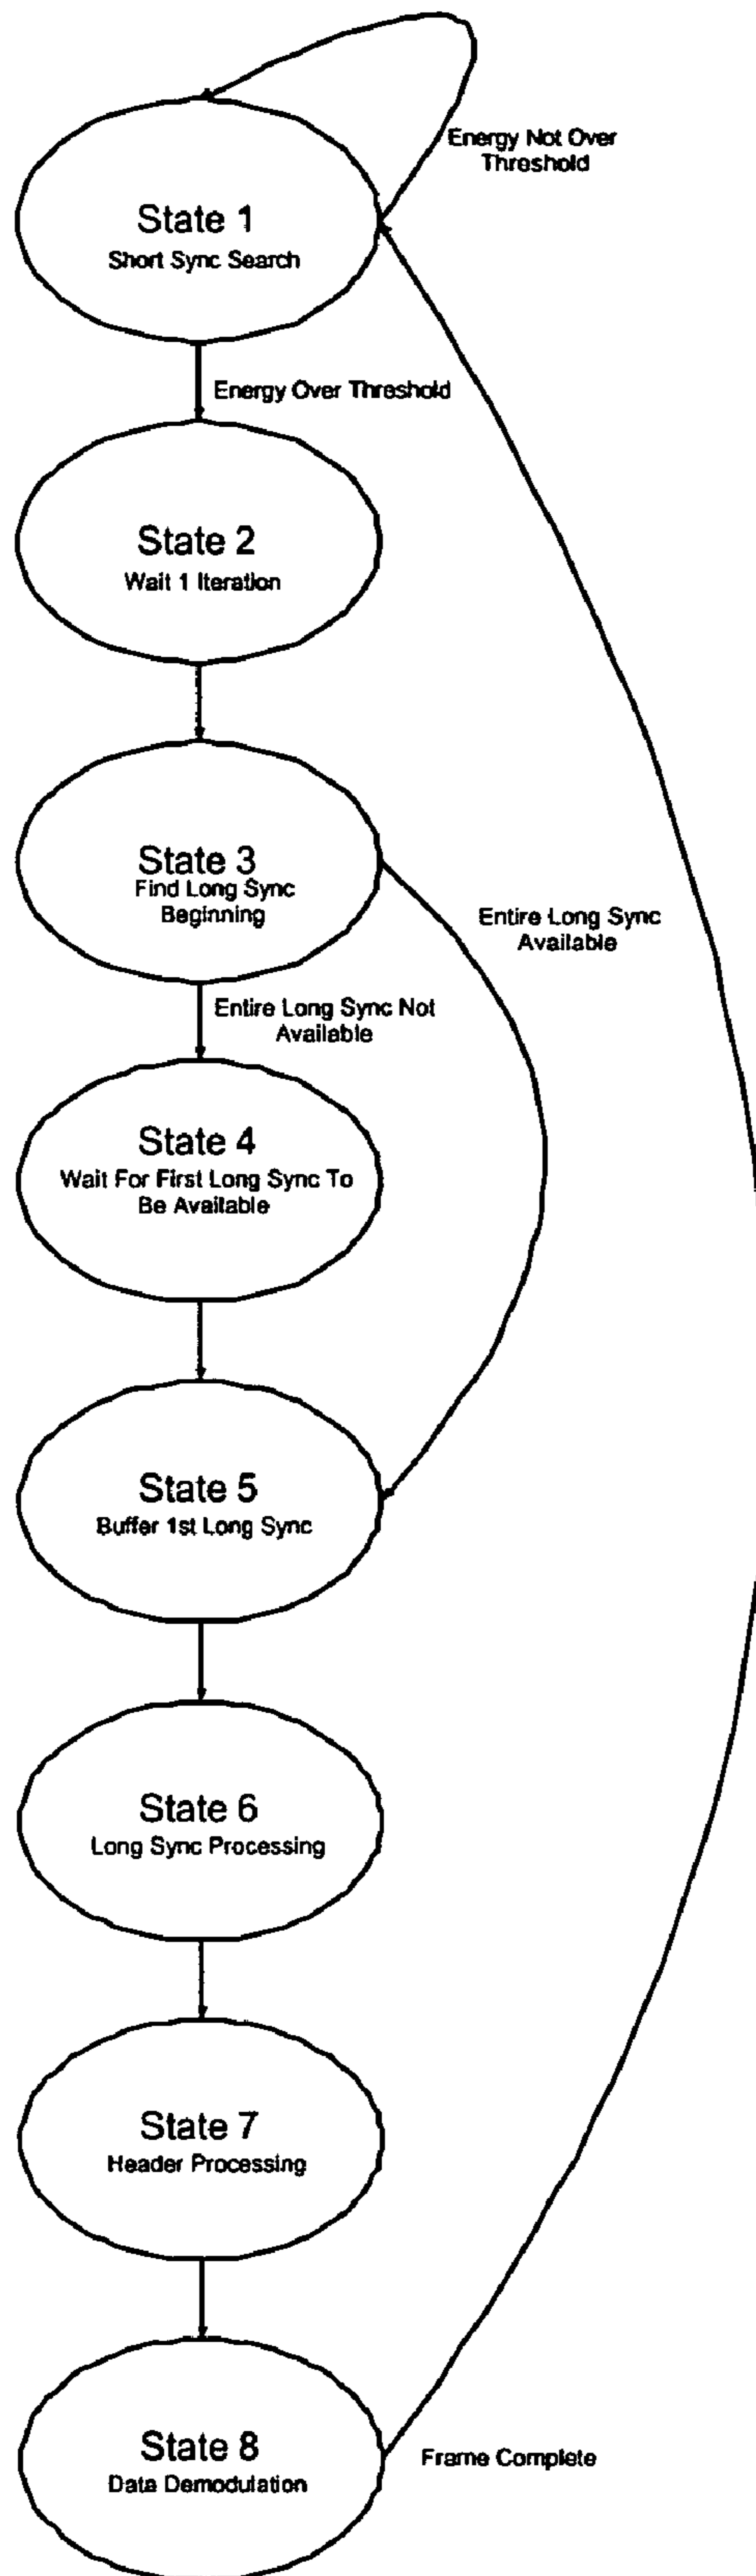 Energy Not Over
Threshold
State 1
Short Sync Search
Energy Over Threshold
State 2
Wait 1 Iteration
State 3
Find Long Sync
Beginning
Entire Long Sync
Available
Entire Long Sync Not
Available
State 4
Wait For First Long Sync To
Be Available
State 5
Buffer 1st Long Sync
State 6
Long Sync Processing
State 7
Header Processing
State 8
Data Demodulation
Frame Complete